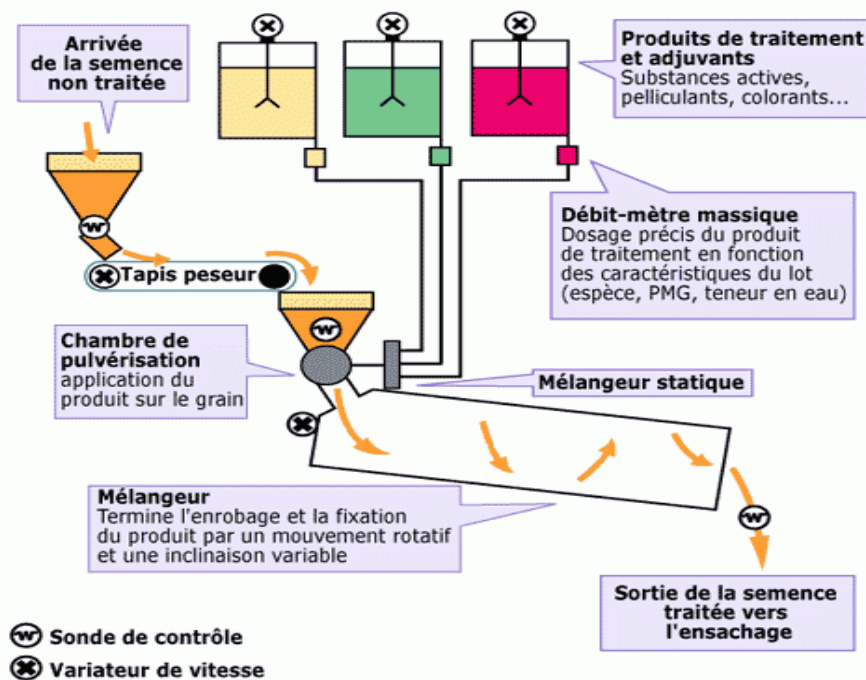 Arrivée
de la semence
non traitée
Produits de traitement
et adjuvants
Substances actives,
pelliculants, colorants...
Débit-mètre massique
Dosage précis du produit
de traitement en fonction
des caractéristiques du lot
(espèce, PMG, teneur en eau)
Tapis peseur
Chambre de
pulvérisation
application du
produit sur le grain
Mélangeur statique
Mélangeur
Termine l'enrobage et la fixation
du produit par un mouvement rotatif
et une inclinaison variable
Sortie de la semence
traitée vers
l'ensachage
Sonde de contrôle
Variateur de vitesse